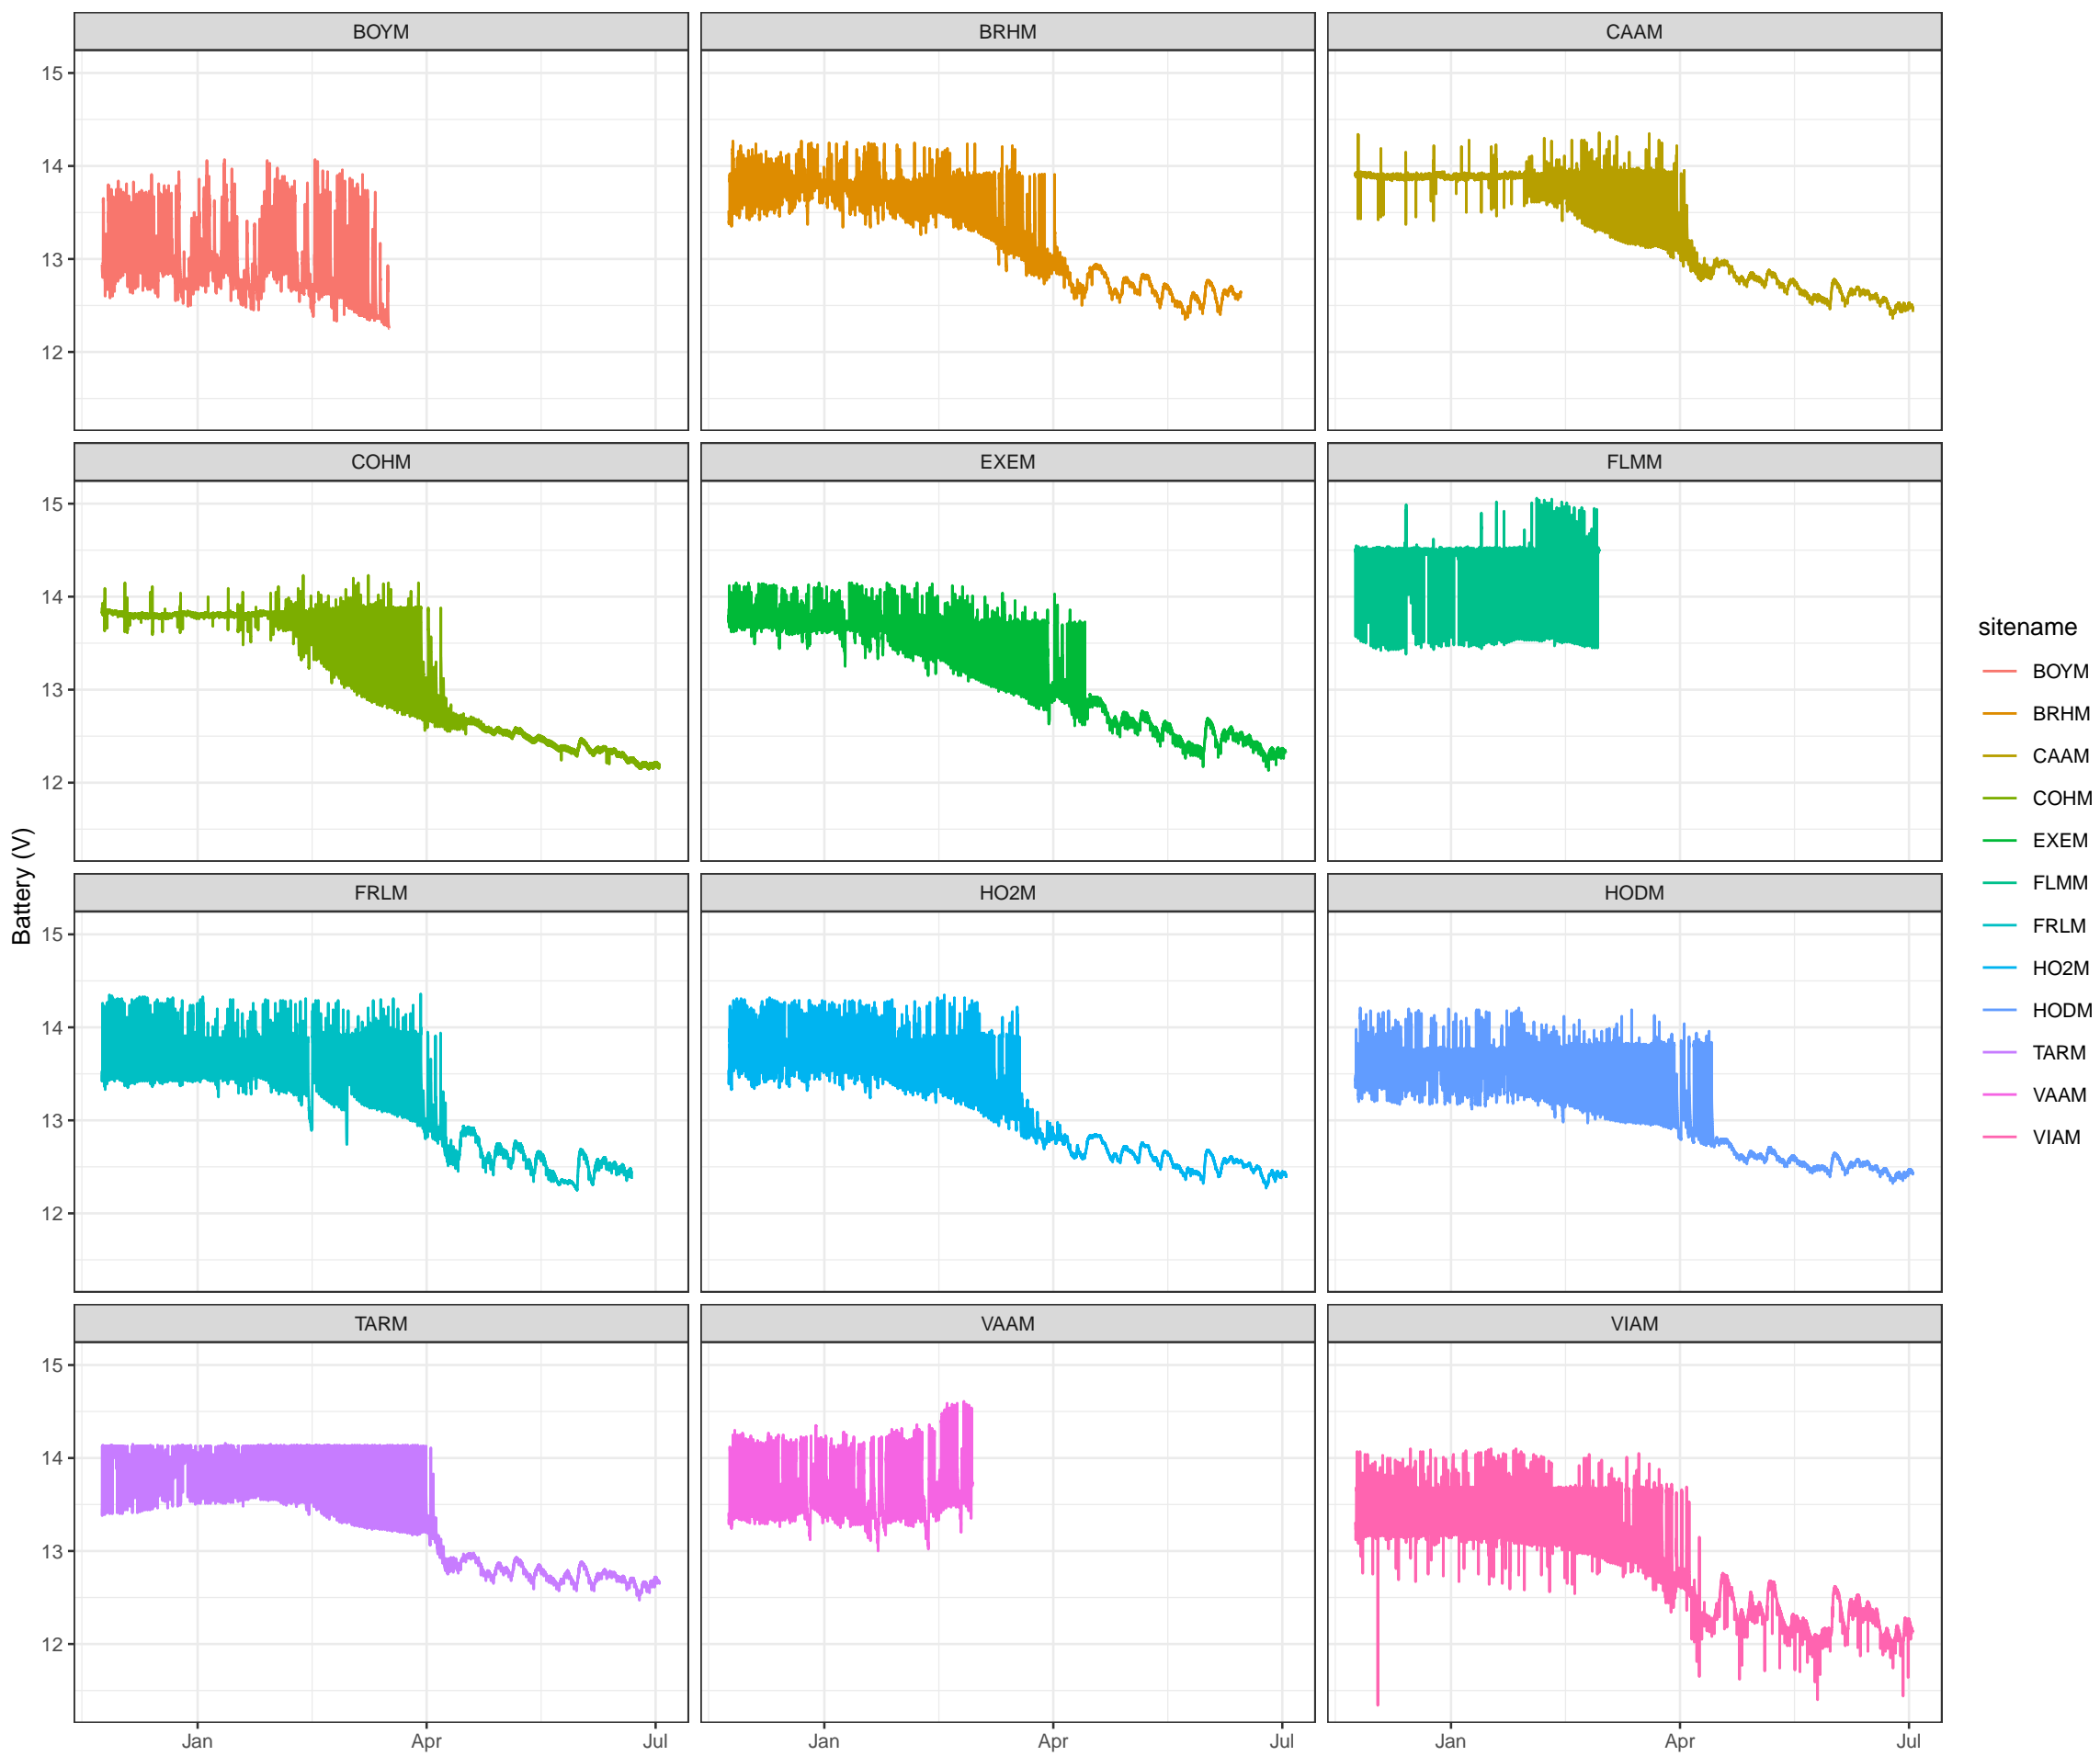 BOYM BRHM CAAM
15
14
13
12
COHM EXEM FLMM
15
14
13
12
Battery (V)
FRLM HO2M HODM
15
14
13
12
TARM VAAM VIAM
15
14
13
12
Jan Apr Jul Jan Apr Jul Jan Apr Jul
sitename
BOYM
BRHM
CAAM
COHM
EXEM
FLMM
FRLM
HO2M
HODM
TARM
VAAM
VIAM